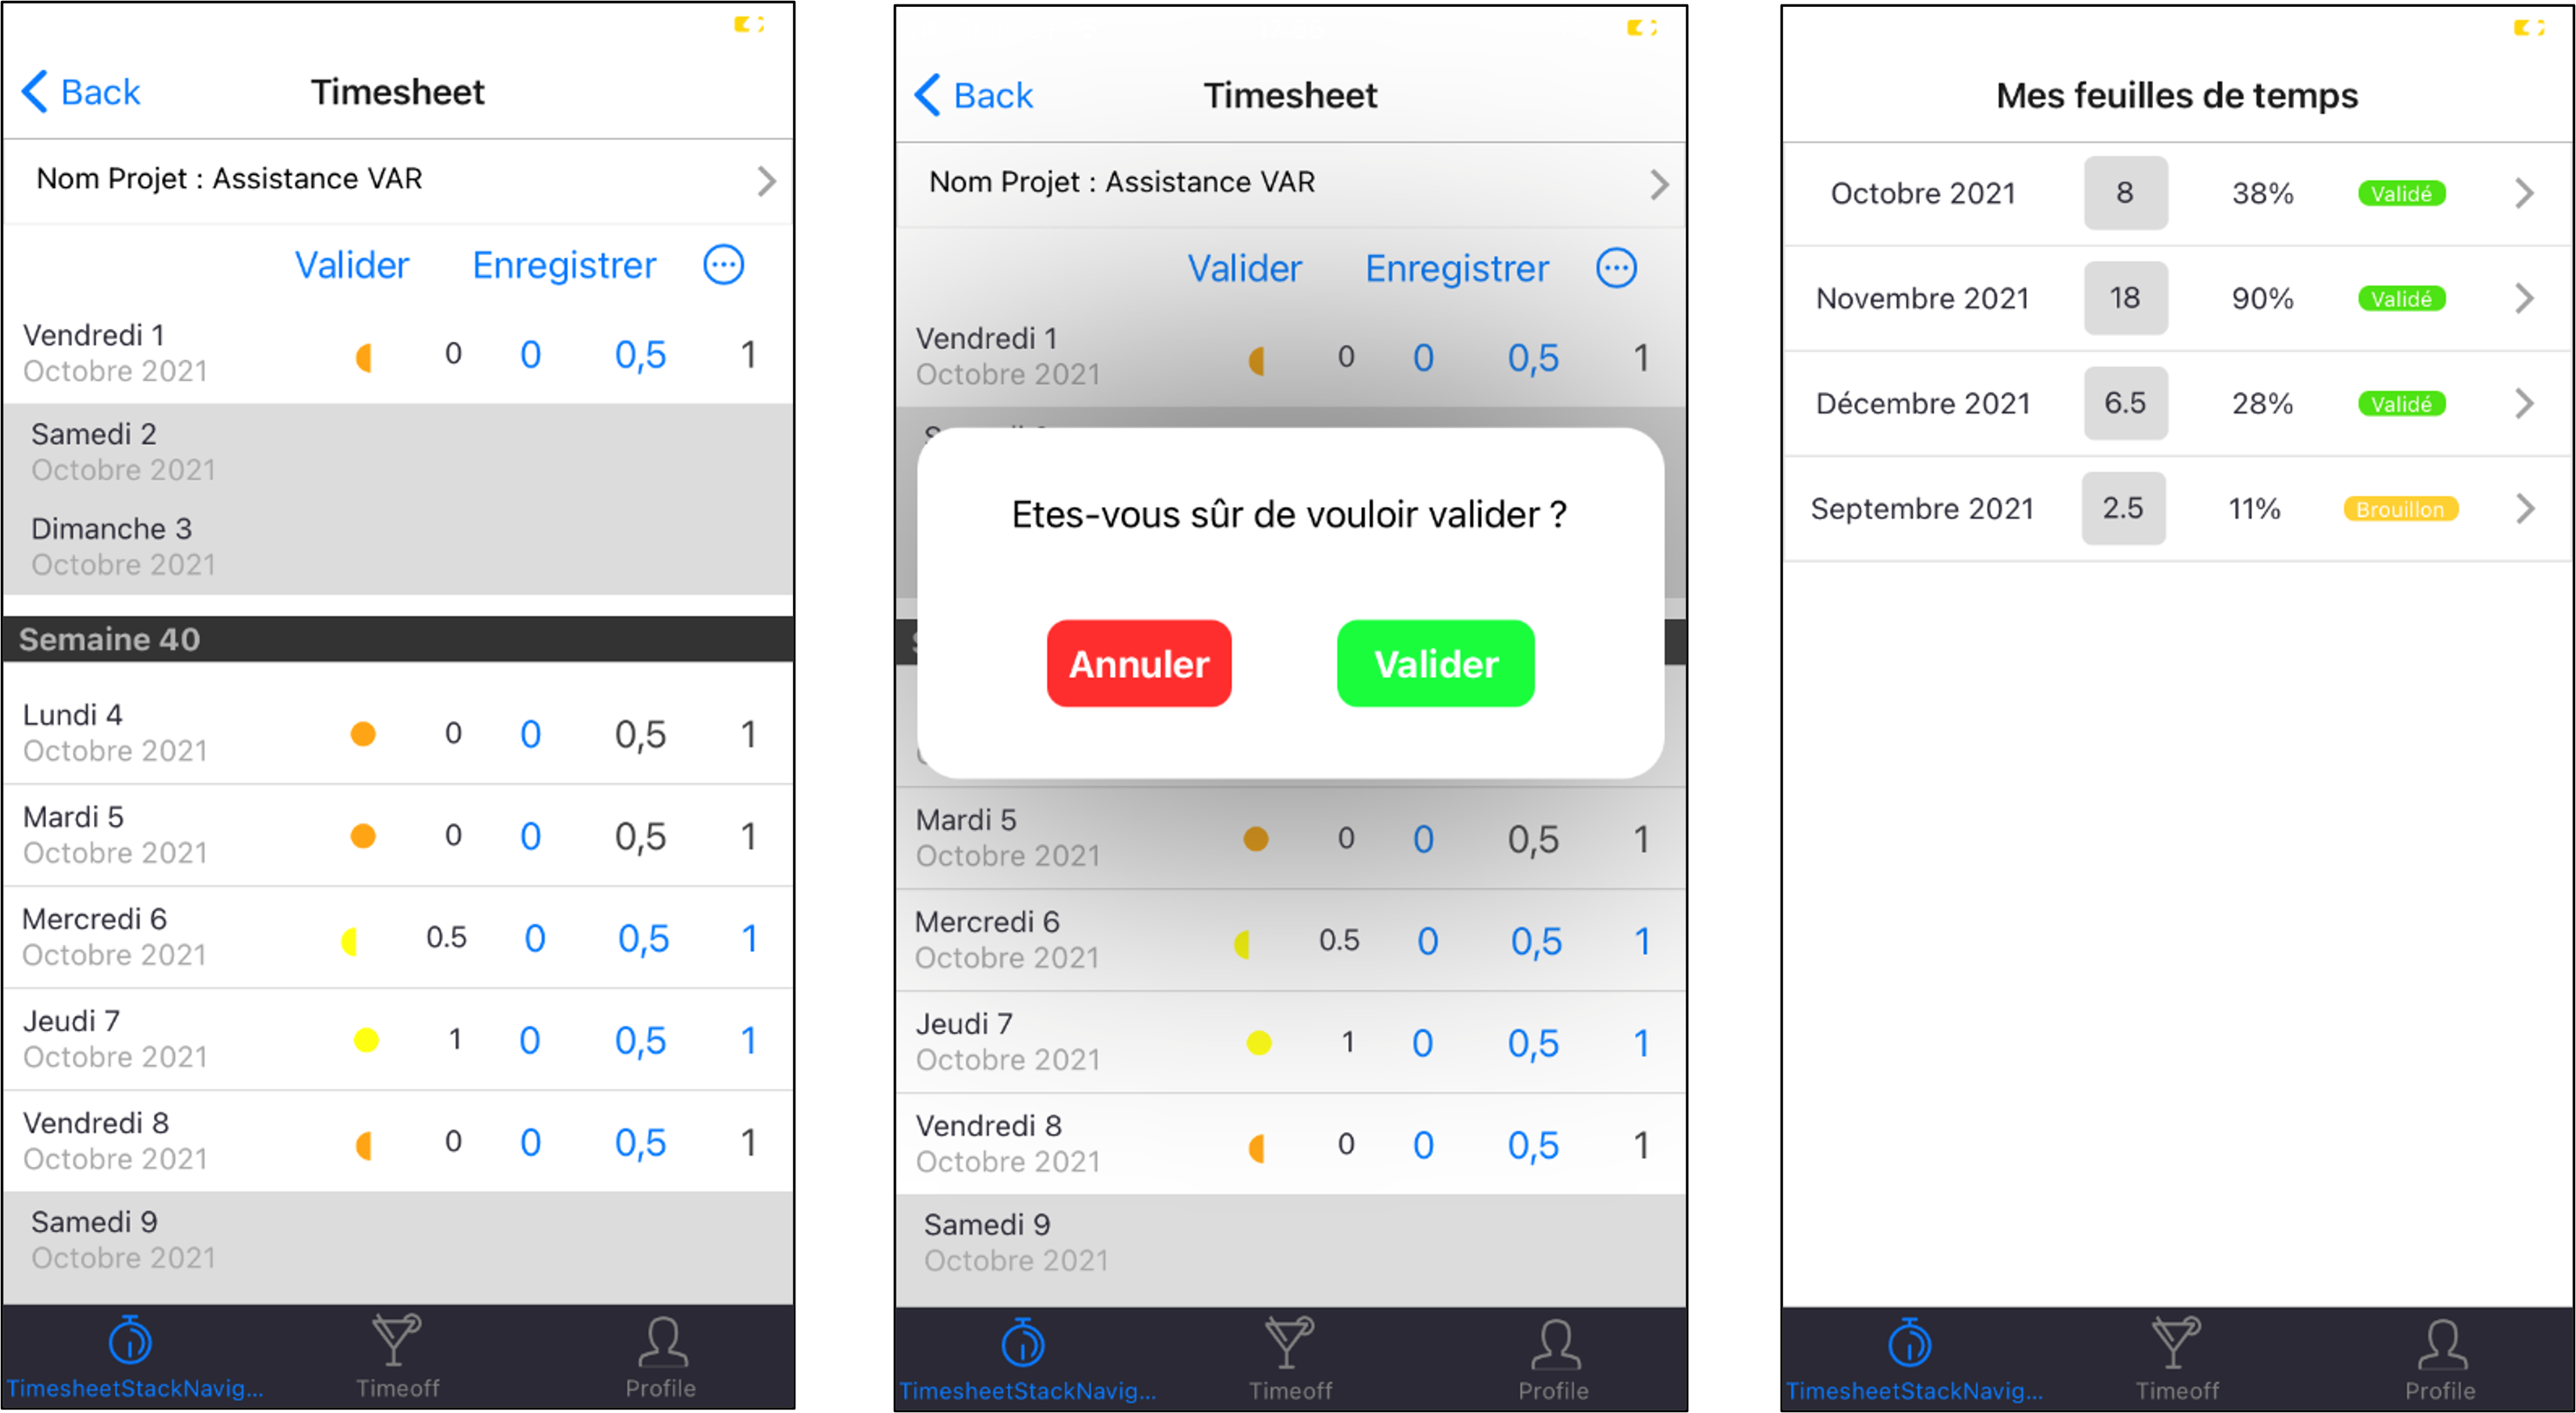 Back Timesheet
Nom Projet : Assistance VAR
Valider Enregistrer
Vendredi 1 0 0 0,5 1
Octobre 2021
Samedi 2
Octobre 2021
Dimanche 3
Octobre 2021
Semaine 40
Lundi 4 0 0 0,5 1
Octobre 2021
Mardi 5 0 0 0,5 1
Octobre 2021
Mercredi 6 0.5 0 0,5 1
Octobre 2021
Jeudi 7 1 0 0,5 1
Octobre 2021
Vendredi 8 0 0 0,5 1
Octobre 2021
Samedi 9
Octobre 2021
TimesheetStackNavig... Timeoff Profile
Back Timesheet
Nom Projet : Assistance VAR
Valider Enregistrer
Vendredi 1 0 0 0,5 1
Octobre 2021
Etes-vous sûr de vouloir valider ?
Annuler Valider
Mardi 5 0 0 0,5 1
Octobre 2021
Mercredi 6 0.5 0 0,5 1
Octobre 2021
Jeudi 7 1 0 0,5 1
Octobre 2021
Vendredi 8 0 0 0,5 1
Octobre 2021
Samedi 9
Octobre 2021
TimesheetStackNavig... Timeoff Profile
Mes feuilles de temps
Octobre 2021 8 38% Validé
Novembre 2021 18 90% Validé
Décembre 2021 6.5 28% Validé
Septembre 2021 2.5 11% Brouillon
TimesheetStackNavig... Timeoff Profile